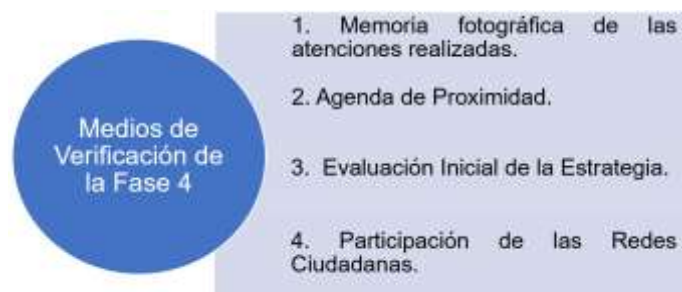 Medios de
Verificación de
la Fase 4
1. Memoria fotográfica de las
atenciones realizadas.
2. Agenda de Proximidad.
3. Evaluación Inicial de la Estrategia.
4. Participación de las Redes
Ciudadanas.